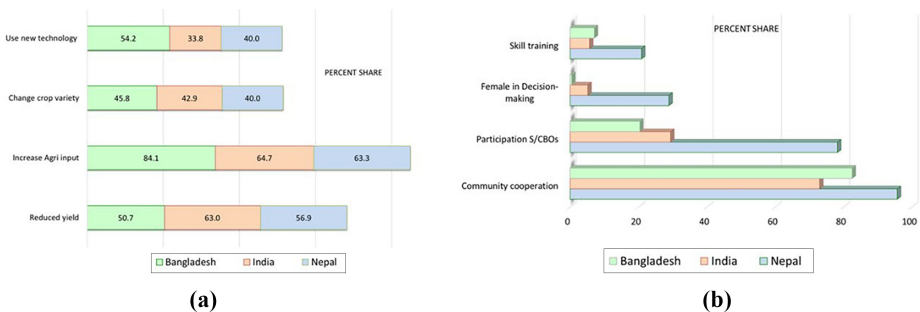 Use new technology 54.2 33.8 40.0
PERCENT SHARE
Change crop variety 45.8 42.9 40.0
Increase Agri input 84.1 64.7 63.3
Reduced yield 50.7 63.0 56.9
Bangladesh India Nepal
(a)
PERCENT SHARE
Skill training
Female in Decision-
making
Participation S/CBOs
Community cooperation
0 20 40 60 80 100
Bangladesh India Nepal
(b)